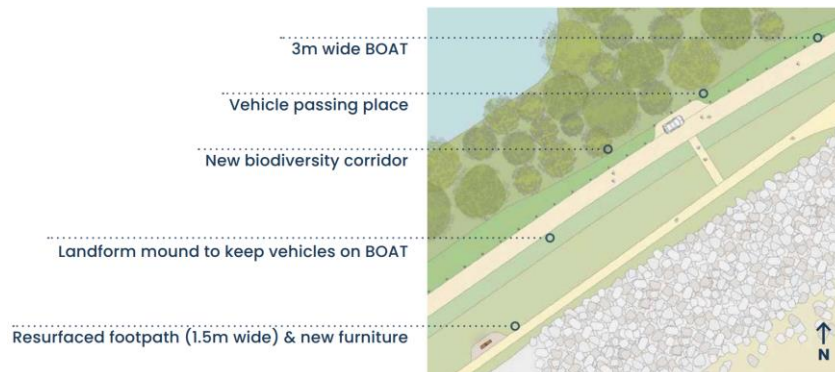 3m wide BOAT
Vehicle passing place
New biodiversity corridor
Landform mound to keep vehicles on BOAT
Resurfaced footpath (1.5m wide) & new furniture
N